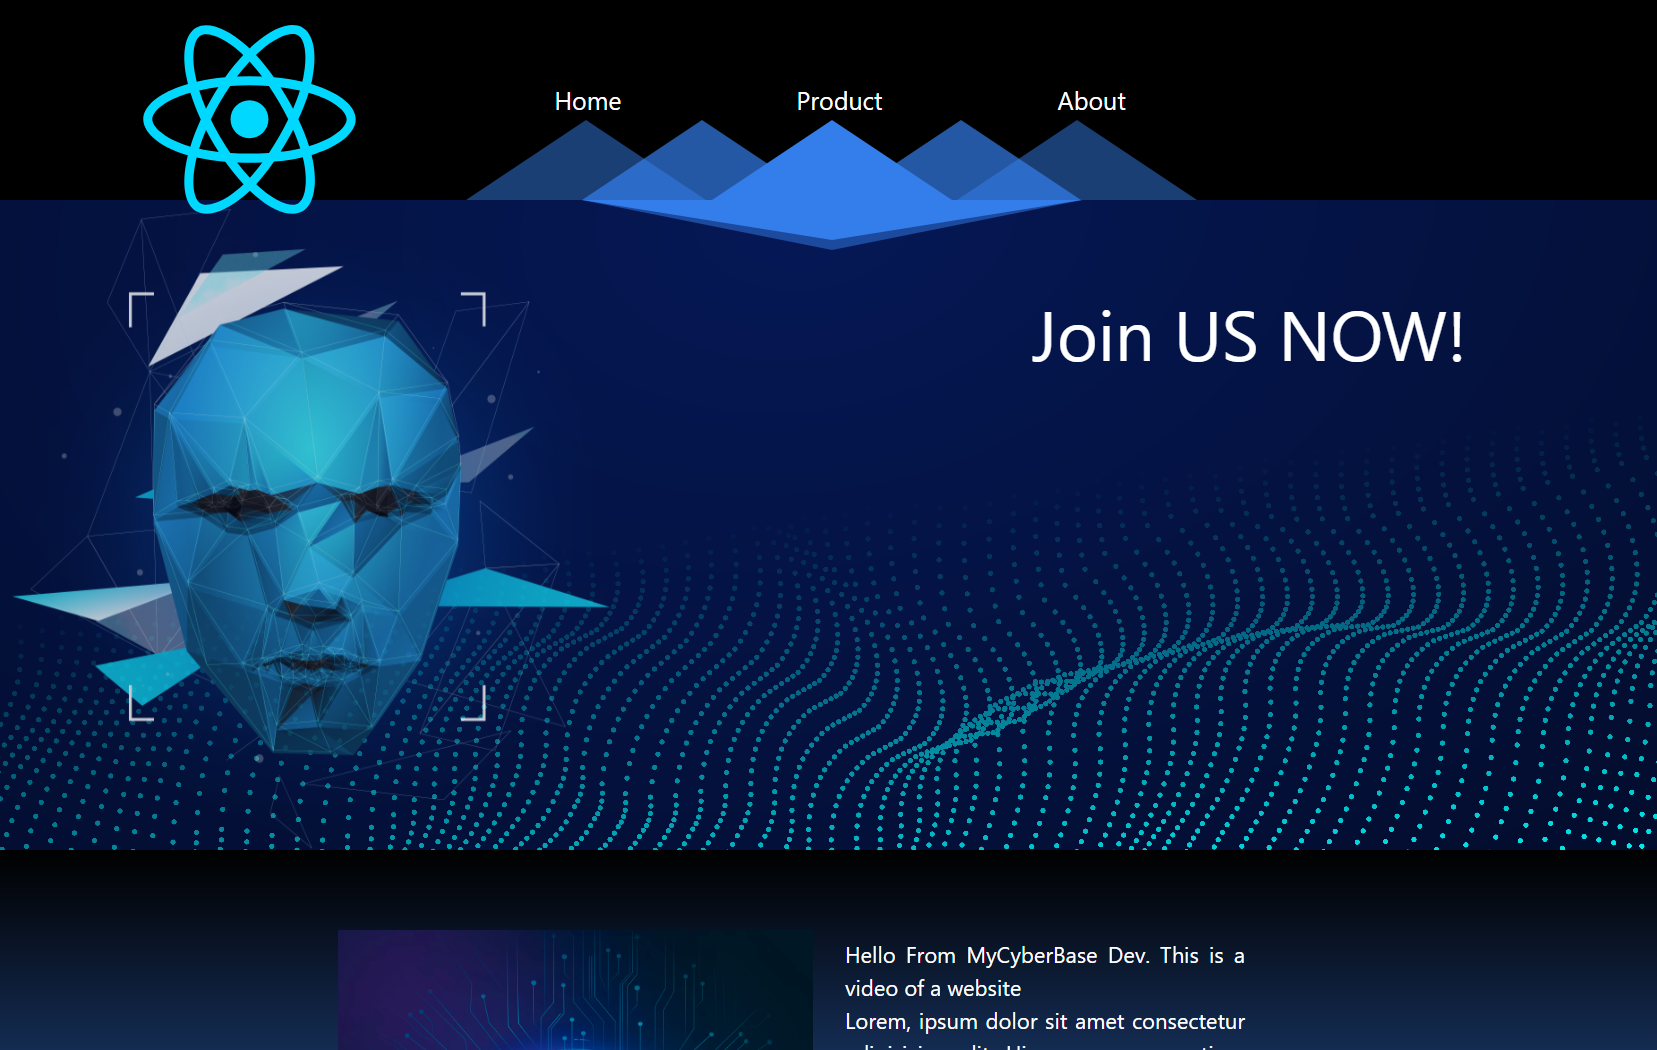 Home
Product
About
Join US NOW!
Hello From MyCyberBase Dev. This is a
video of a website
Lorem, ipsum dolor sit amet consectetur